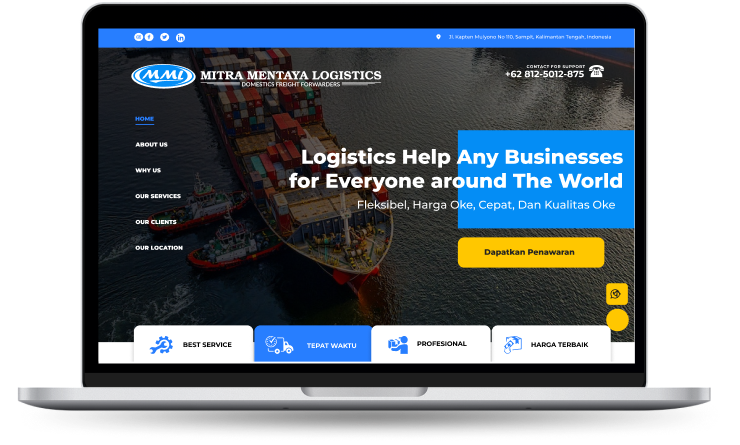 Jl. Kapten Mulyono No 110, Sampit, Kalimantan Tengah, Indonesia
MML
MITRA MENTAYA LOGISTICS
DOMESTICS FREIGHT FORWARDERS
CONTACT FOR SUPPORT
+62 812-5012-875
HOME
ABOUT US
WHY US
OUR SERVICES
OUR CLIENTS
OUR LOCATION
Logistics Help Any Businesses
for Everyone around The World
Fleksibel, Harga Oke, Cepat, Dan Kualitas Oke
Dapatkan Penawaran
BEST SERVICE
TEPAT WAKTU
PROFESIONAL
HARGA TERBAIK